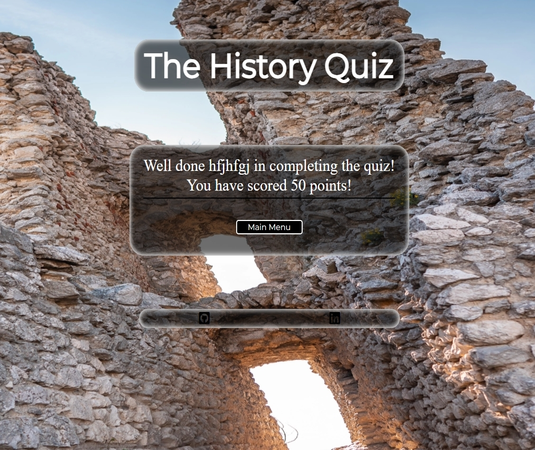 The History Quiz
Well done hfjhfgj in completing the quiz!
You have scored 50 points!
Main Menu